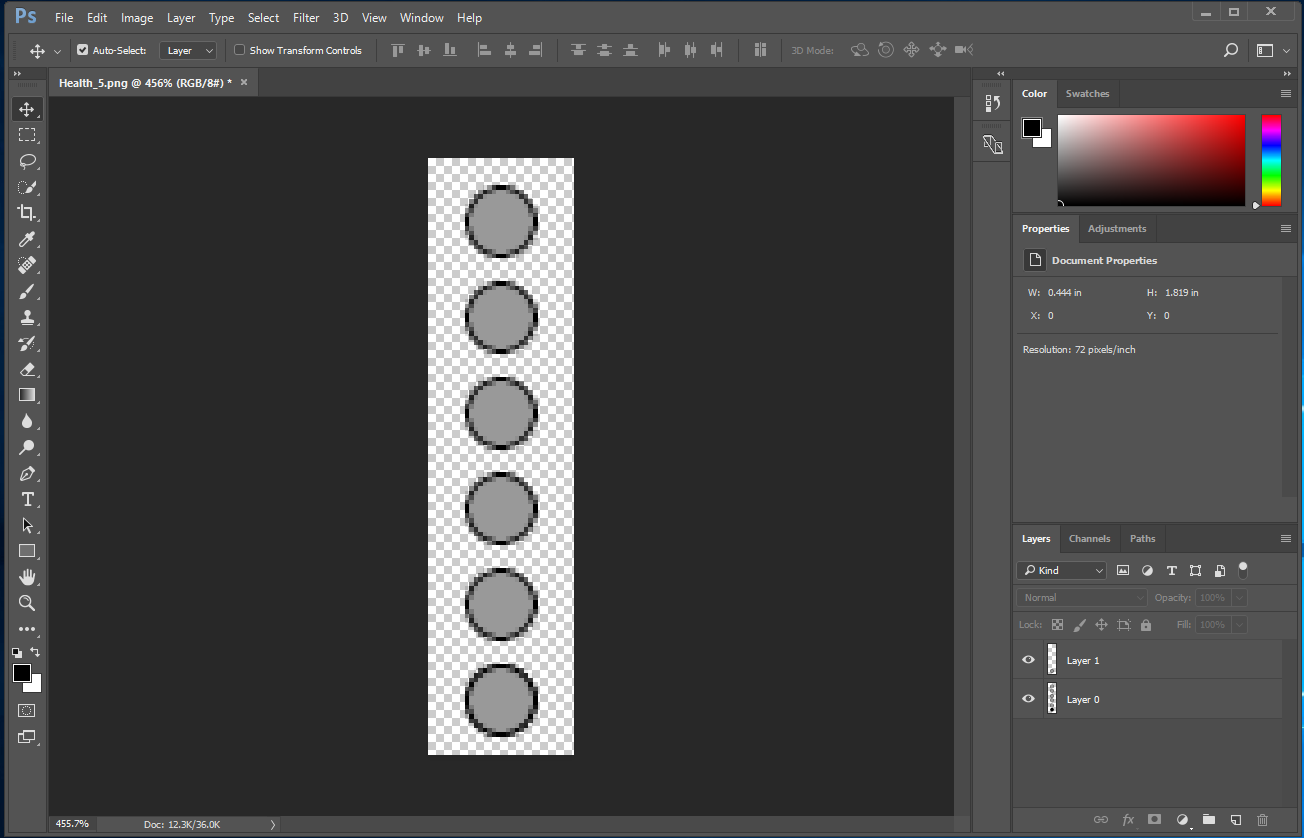 Ps File Edit Image Layer Type Select Filter 3D View Window Help
Auto-Select: Layer Show Transform Controls 3D Mode:
Health_5.png @ 456% (RGB/8#) * ×
Color Swatches
Properties Adjustments
Document Properties
W: 0.444 in H: 1.819 in
X: 0 Y: 0
Resolution: 72 pixels/inch
Layers Channels Paths
Kind
Normal Opacity: 100%
Lock: Fill: 100%
Layer 1
Layer 0
455.7% Doc: 12.3K/36.0K